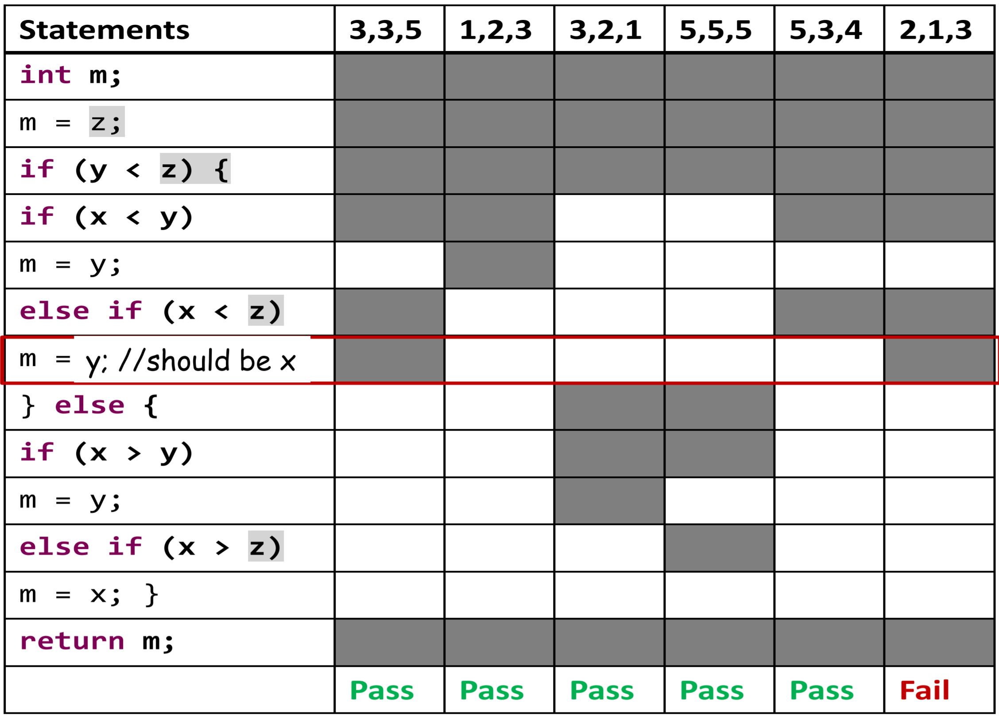 Statements 3,3,5 1,2,3 3,2,1 5,5,5 5,3,4 2,1,3
int m;
m = z;
if (y < z) {
if (x < y)
m = y;
else if (x < z)
m = y; //should be x
} else {
if (x > y)
m = y;
else if (x > z)
m = x; }
return m;
Pass Pass Pass Pass Pass Fail